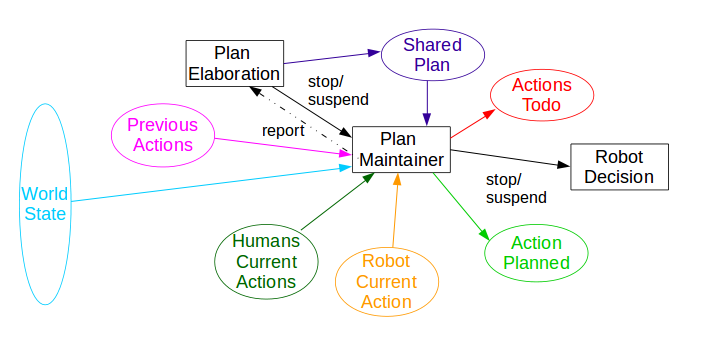 Plan
Elaboration
Shared
Plan
stop/
suspend
Actions
Todo
Previous
Actions
report
Plan
Maintainer
Robot
Decision
World
State
stop/
suspend
Humans
Current
Actions
Robot
Current
Action
Action
Planned